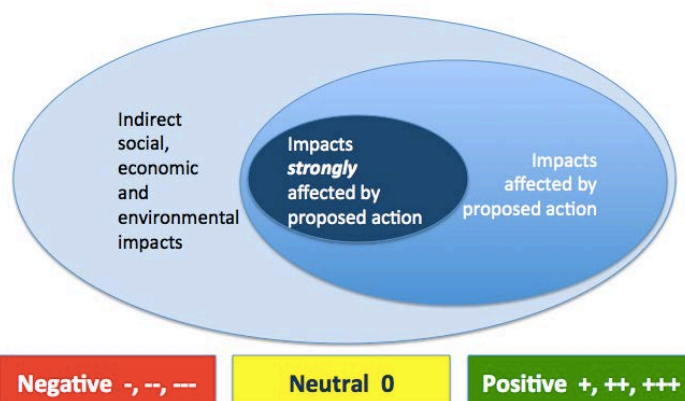 Indirect
social,
economic
and
environmental
impacts
Impacts
strongly
affected by
proposed action
Impacts
affected by
proposed action
Negative -, --, ---
Neutral 0
Positive +, ++, +++